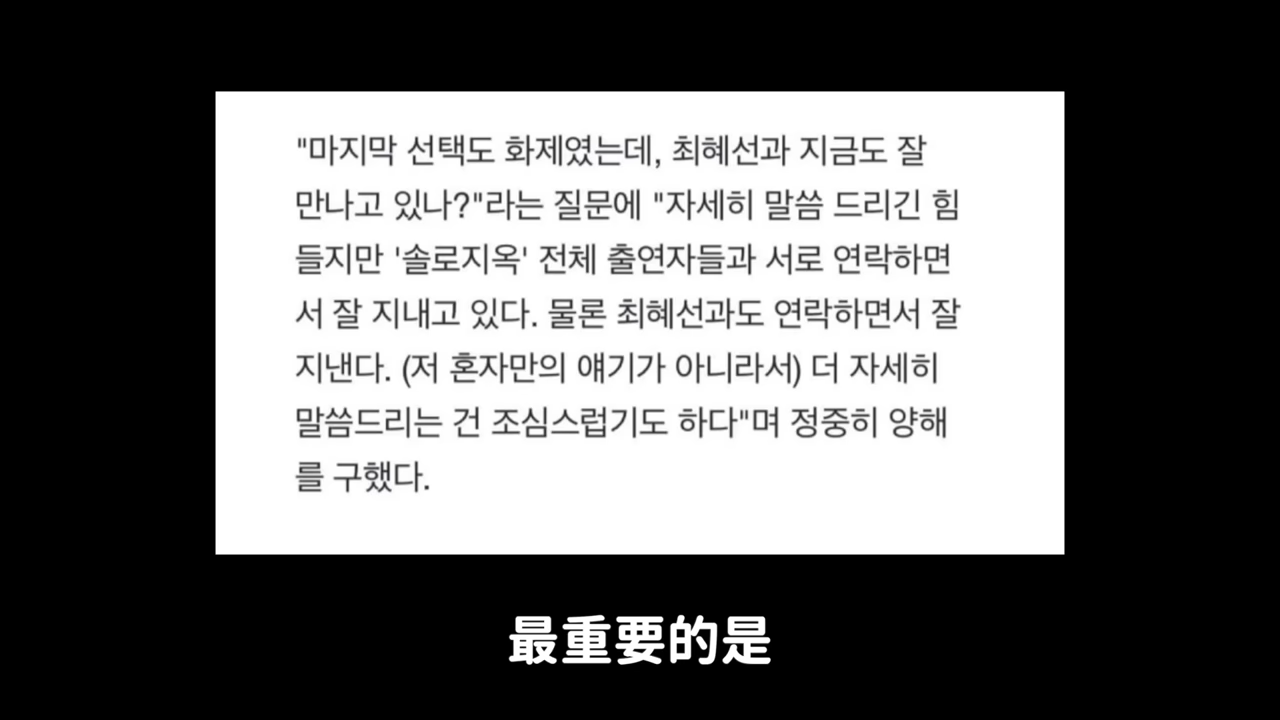 "마지막 선택도 화제였는데, 최혜선과 지금도 잘
만나고 있나?"라는 질문에 "자세히 말씀 드리긴 힘
들지만 '솔로지옥' 전체 출연자들과 서로 연락하면
서 잘 지내고 있다. 물론 최혜선과도 연락하면서 잘
지낸다. (저 혼자만의 얘기가 아니라서) 더 자세히
말씀드리는 건 조심스럽기도 하다"며 정중히 양해
를 구했다.
最重要的是